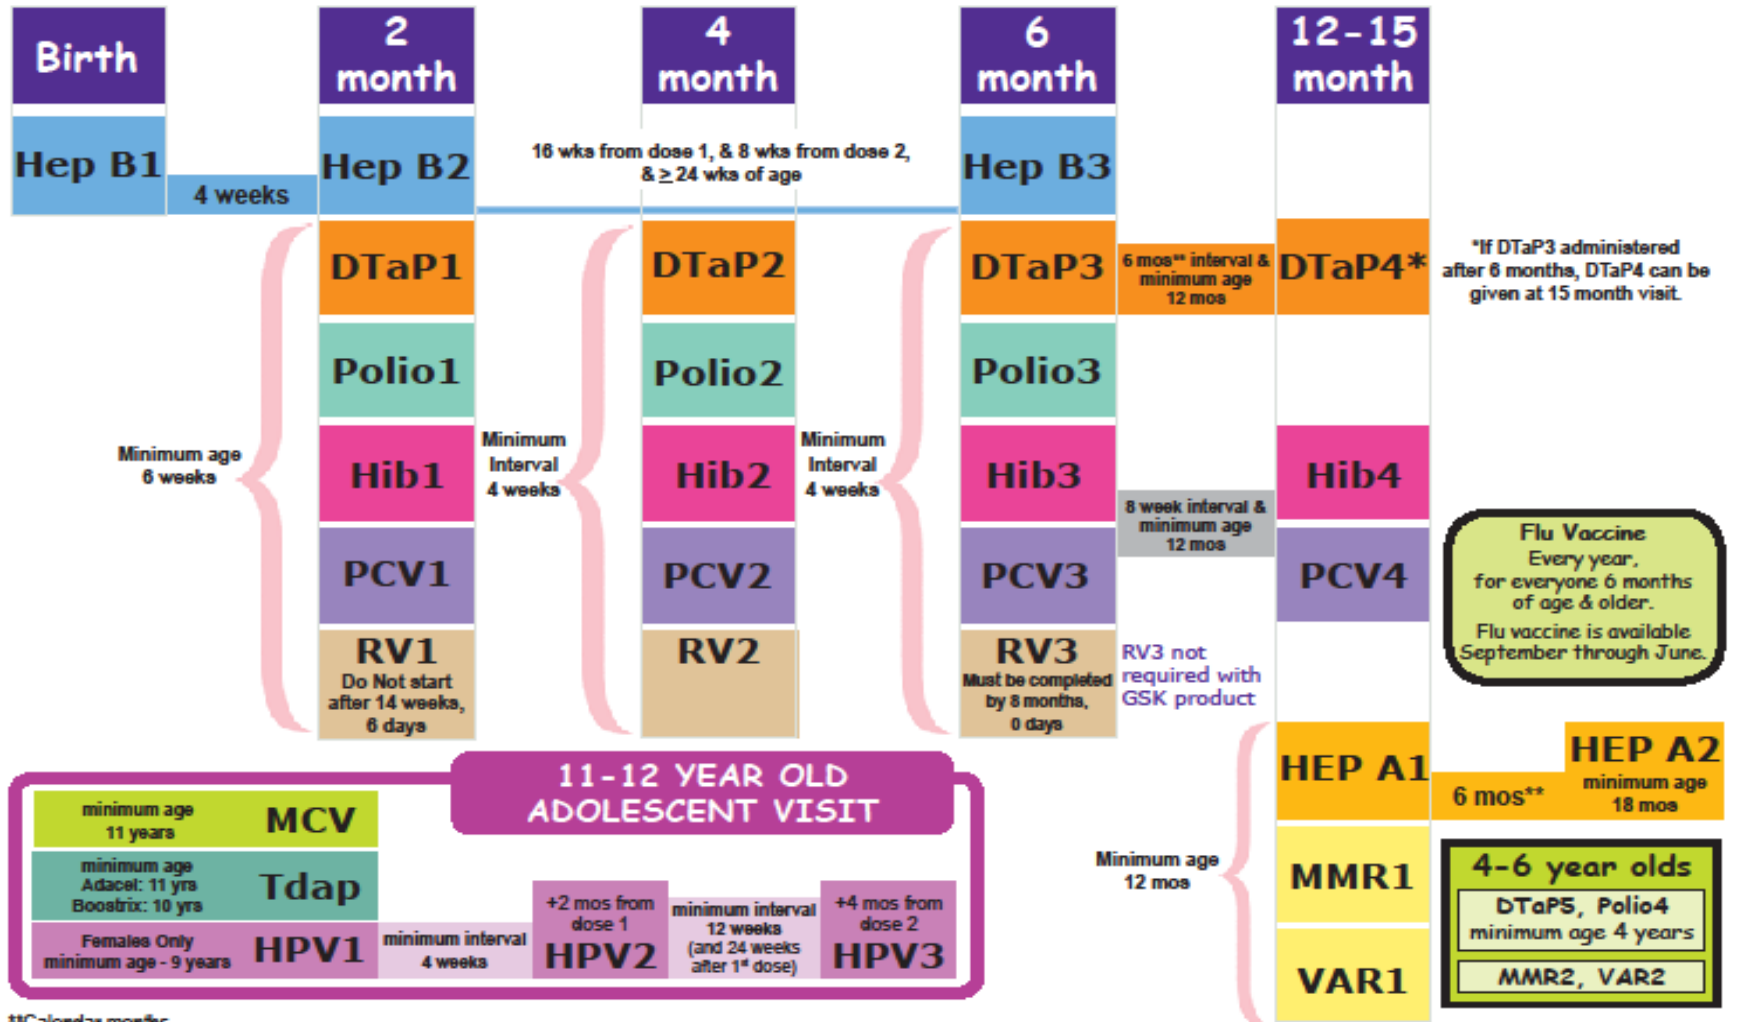 Birth
2
month
4
month
6
month
12-15
month
Hep B1
4 weeks
Hep B2
16 wks from dose 1, & 8 wks from dose 2,
& ≥ 24 wks of age
Hep B3
Minimum age
6 weeks
DTaP1
Polio1
Hib1
PCV1
RV1
Do Not start
after 14 weeks,
6 days
Minimum
Interval
4 weeks
DTaP2
Polio2
Hib2
PCV2
RV2
Minimum
Interval
4 weeks
DTaP3
Polio3
Hib3
PCV3
RV3
Must be completed
by 8 months,
0 days
6 mos** interval &
minimum age
12 mos
8 week interval &
minimum age
12 mos
RV3 not
required with
GSK product
DTaP4*
Hib4
PCV4
*If DTaP3 administered
after 6 months, DTaP4 can be
given at 15 month visit.
Flu Vaccine
Every year,
for everyone 6 months
of age & older.
Flu vaccine is available
September through June.
Minimum age
12 mos
HEP A1
6 mos**
HEP A2
minimum age
18 mos
MMR1
VAR1
4-6 year olds
DTaP5, Polio4
minimum age 4 years
MMR2, VAR2
11-12 YEAR OLD
ADOLESCENT VISIT
minimum age
11 years
MCV
minimum age
Adacel: 11 yrs
Boostrix: 10 yrs
Tdap
Females Only
minimum age - 9 years
HPV1
minimum interval
4 weeks
+2 mos from
dose 1
HPV2
minimum interval
12 weeks
(and 24 weeks
after 1st dose)
+4 mos from
dose 2
HPV3
**Calendar months